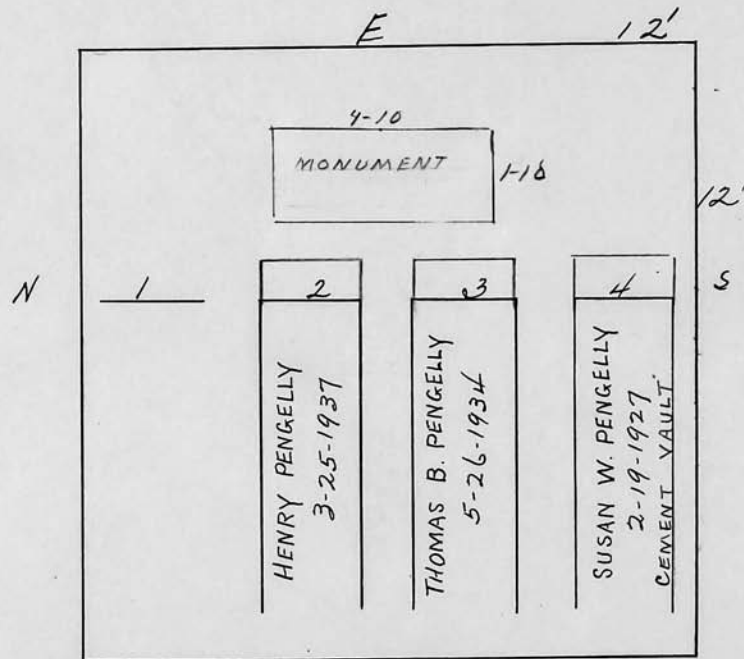 E 12'
4-10
MONUMENT
1-10
12'
N
S
1
2
3
4
HENRY PENGELLY
3-25-1937
THOMAS B. PENGELLY
5-26-1934
SUSAN W. PENGELLY
2-19-1927
CEMENT VAULT